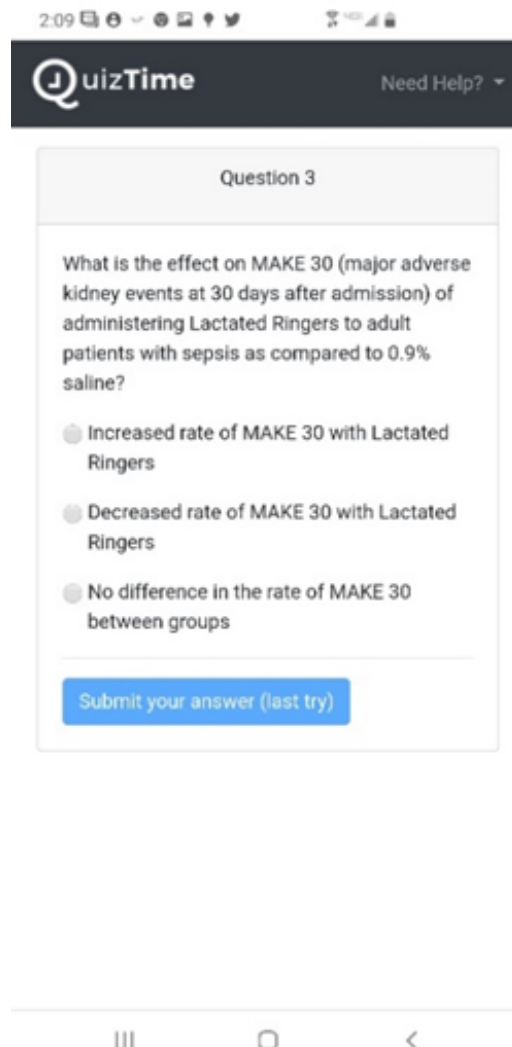 2:09
QuizTime
Need Help?
Question 3
What is the effect on MAKE 30 (major adverse
kidney events at 30 days after admission) of
administering Lactated Ringers to adult
patients with sepsis as compared to 0.9%
saline?
Increased rate of MAKE 30 with Lactated
Ringers
Decreased rate of MAKE 30 with Lactated
Ringers
No difference in the rate of MAKE 30
between groups
Submit your answer (last try)